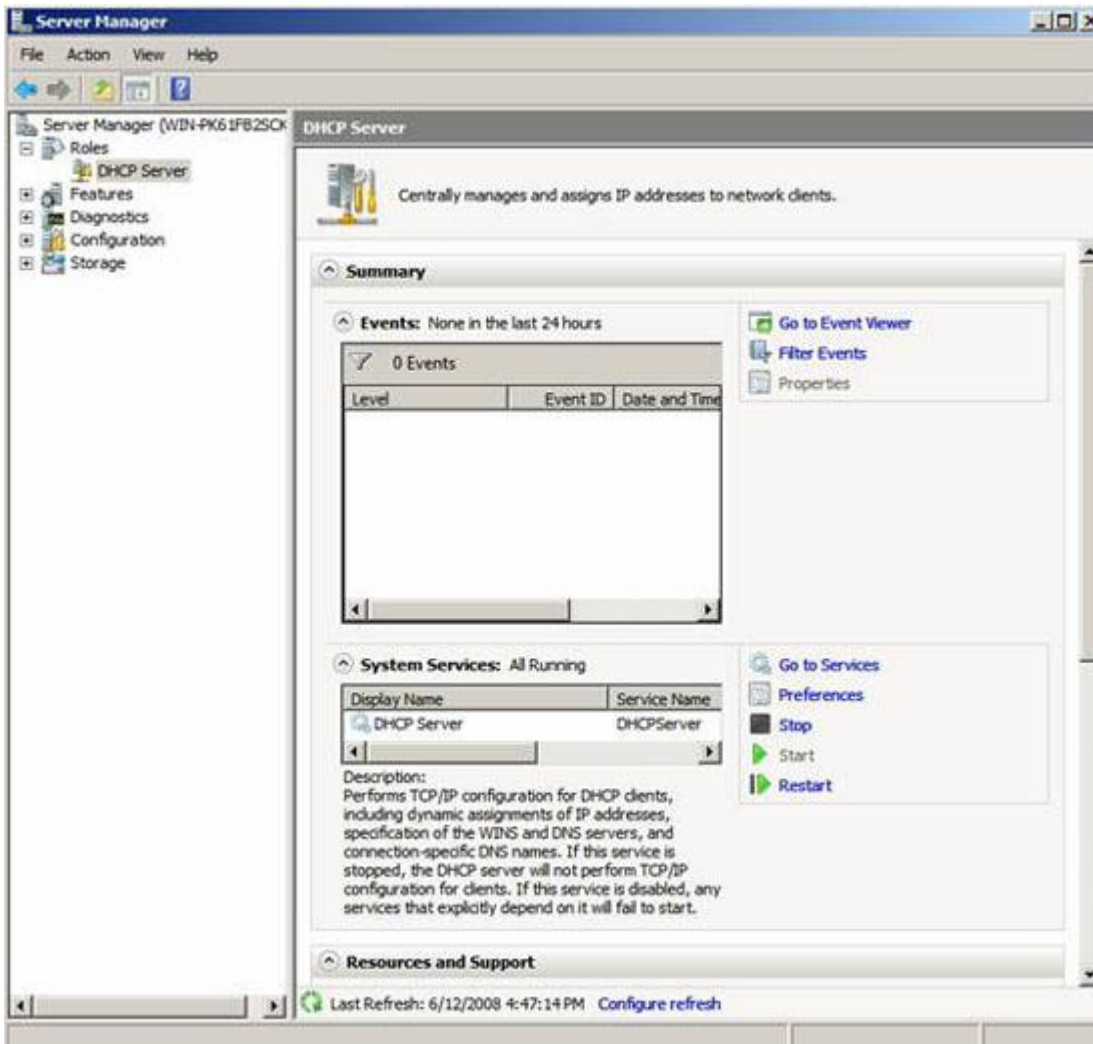 Server Manager
File Action View Help
Server Manager (WIN-PK61FB2SCK
Roles
DHCP Server
Features
Diagnostics
Configuration
Storage
DHCP Server
Centrally manages and assigns IP addresses to network clients.
Summary
Events: None in the last 24 hours
0 Events
Level Event ID Date and Time
Go to Event Viewer
Filter Events
Properties
System Services: All Running
Display Name Service Name
DHCP Server DHCPServer
Description:
Performs TCP/IP configuration for DHCP clients,
including dynamic assignments of IP addresses,
specification of the WINS and DNS servers, and
connection-specific DNS names. If this service is
stopped, the DHCP server will not perform TCP/IP
configuration for clients. If this service is disabled, any
services that explicitly depend on it will fail to start.
Go to Services
Preferences
Stop
Start
Restart
Resources and Support
Last Refresh: 6/12/2008 4:47:14 PM Configure refresh